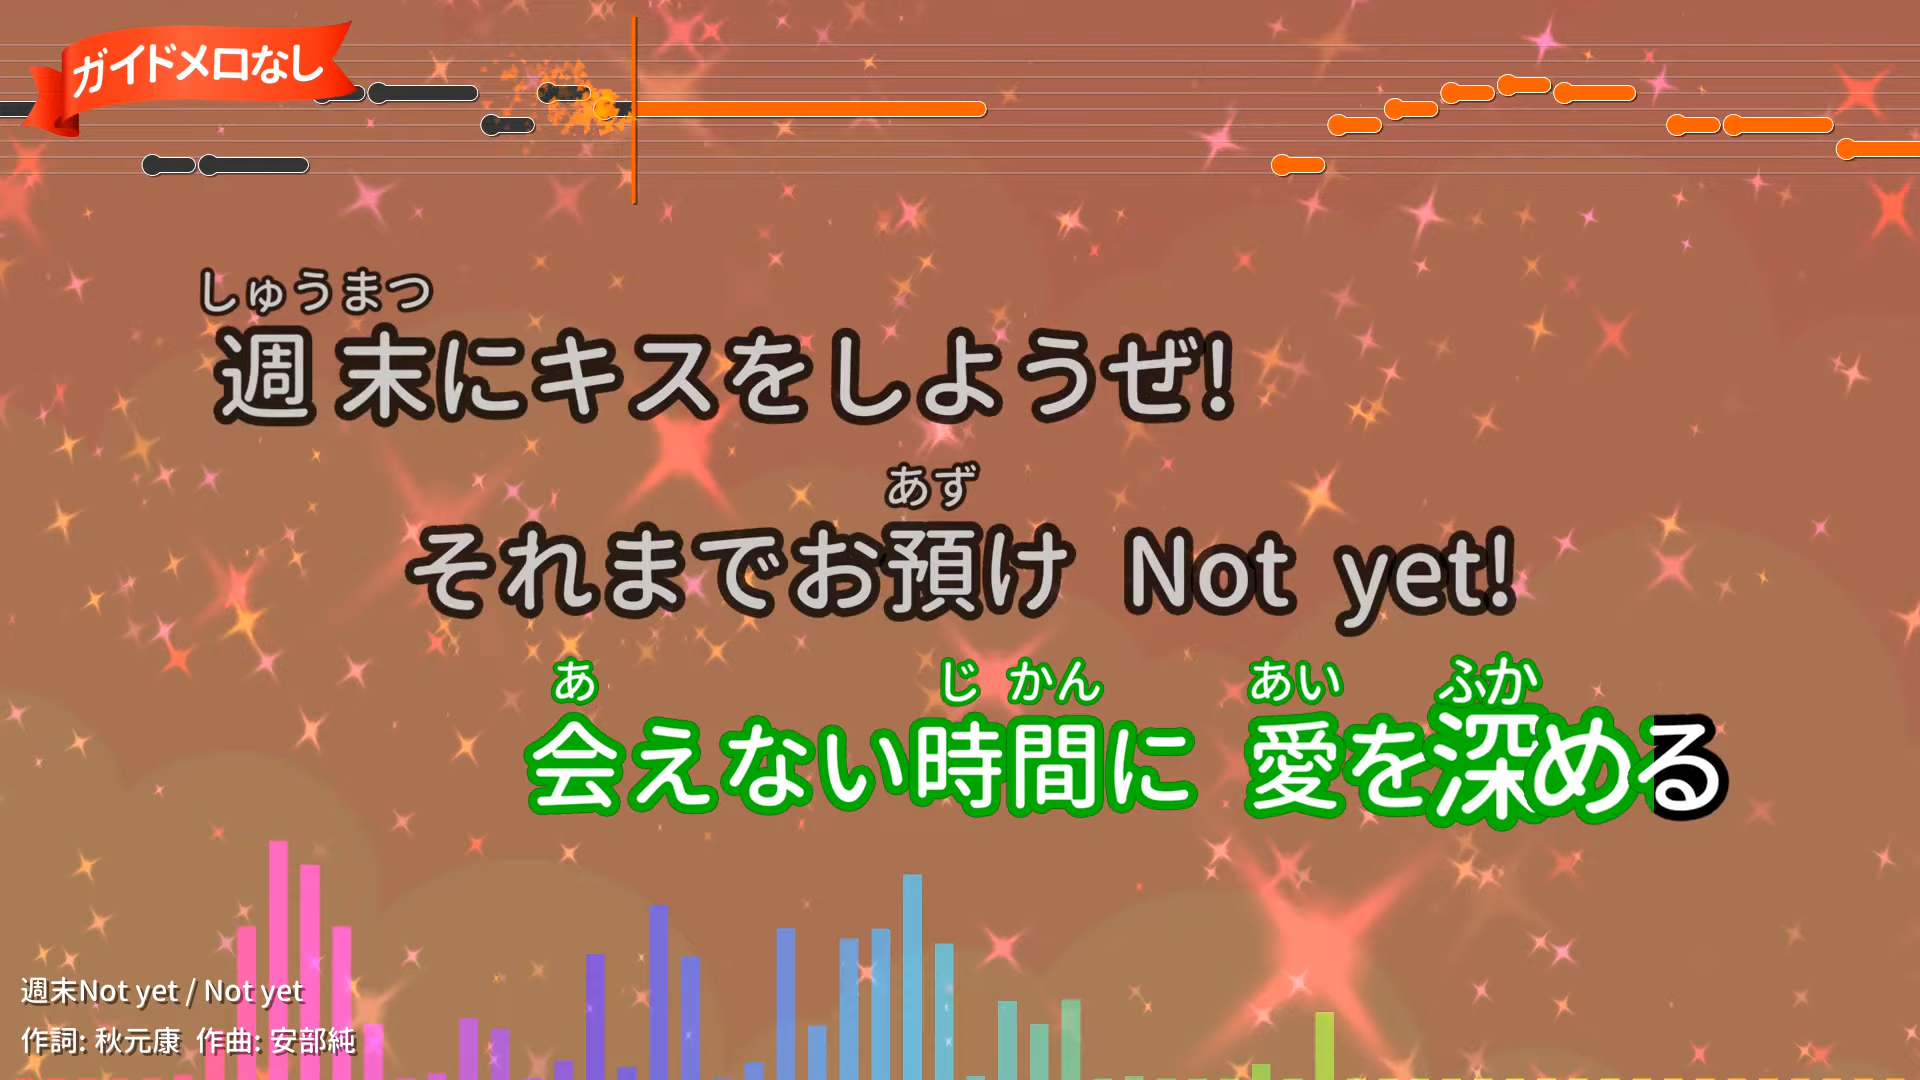 ガイドメロなし
しゅうまつ
週末にキスをしようぜ!
あず
それまでお預け Not yet!
あ じ かん あい ふか
会えない時間に 愛を深める
週末Not yet / Not yet
作詞: 秋元康 作曲: 安部純